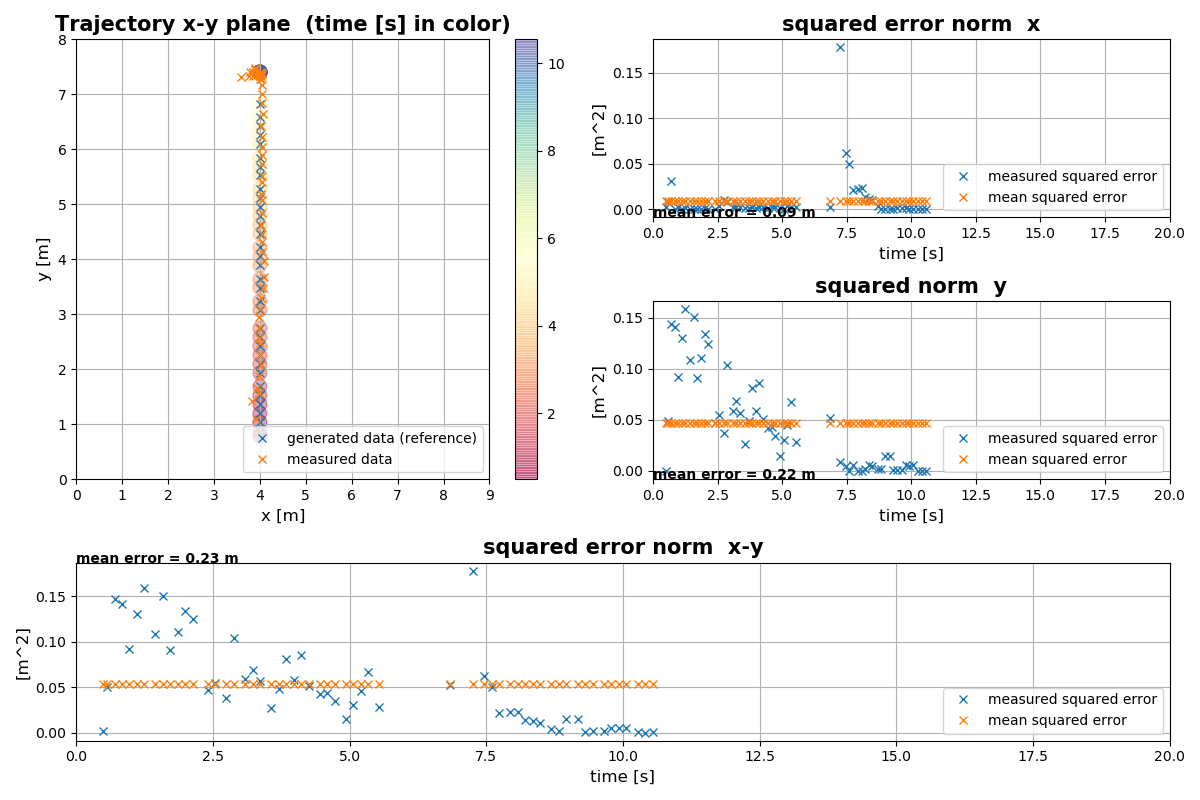 Trajectory x-y plane  (time [s] in color)
8
7
6
5
4
3
2
1
0
y [m]
0 1 2 3 4 5 6 7 8 9
x [m]
generated data (reference)
measured data
10
8
6
4
2
squared error norm  x
0.15
0.10
0.05
0.00
[m^2]
measured squared error
mean squared error
mean error = 0.09 m
0.0 2.5 5.0 7.5 10.0 12.5 15.0 17.5 20.0
time [s]
squared norm  y
0.15
0.10
0.05
0.00
[m^2]
measured squared error
mean squared error
mean error = 0.22 m
0.0 2.5 5.0 7.5 10.0 12.5 15.0 17.5 20.0
time [s]
squared error norm  x-y
mean error = 0.23 m
0.15
0.10
0.05
0.00
[m^2]
measured squared error
mean squared error
0.0 2.5 5.0 7.5 10.0 12.5 15.0 17.5 20.0
time [s]